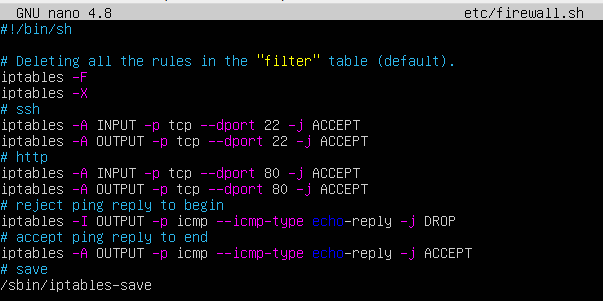 GNU nano 4.8 etc/firewall.sh
#!/bin/sh
# Deleting all the rules in the "filter" table (default).
iptables -F
iptables -X
# ssh
iptables -A INPUT -p tcp --dport 22 -j ACCEPT
iptables -A OUTPUT -p tcp --dport 22 -j ACCEPT
# http
iptables -A INPUT -p tcp --dport 80 -j ACCEPT
iptables -A OUTPUT -p tcp --dport 80 -j ACCEPT
# reject ping reply to begin
iptables -I OUTPUT -p icmp --icmp-type echo-reply -j DROP
# accept ping reply to end
iptables -A OUTPUT -p icmp --icmp-type echo-reply -j ACCEPT
# save
/sbin/iptables-save